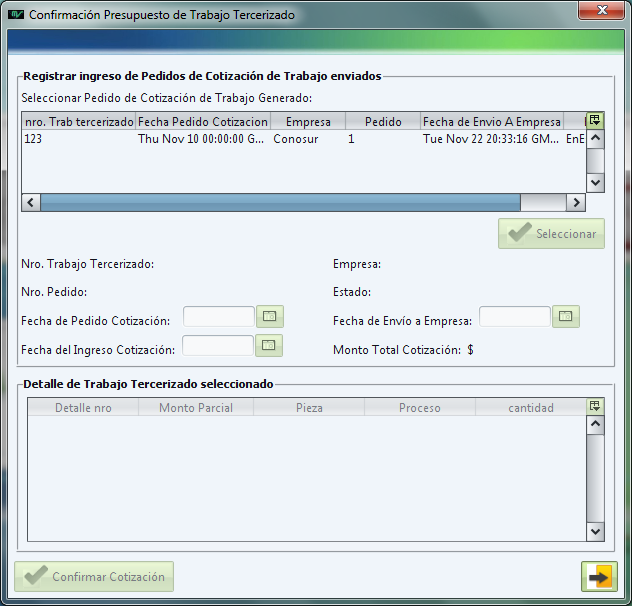 Confirmación Presupuesto de Trabajo Tercerizado
Registrar ingreso de Pedidos de Cotización de Trabajo enviados
Seleccionar Pedido de Cotización de Trabajo Generado:
nro. Trab tercerizado Fecha Pedido Cotizacion Empresa Pedido Fecha de Envio A Empresa
123 Thu Nov 10 00:00:00 G... Conosur 1 Tue Nov 22 20:33:16 GM... EnE
Seleccionar
Nro. Trabajo Tercerizado: Empresa:
Nro. Pedido: Estado:
Fecha de Pedido Cotización: Fecha de Envío a Empresa:
Fecha del Ingreso Cotización: Monto Total Cotización: $
Detalle de Trabajo Tercerizado seleccionado
Detalle nro Monto Parcial Pieza Proceso cantidad
Confirmar Cotización